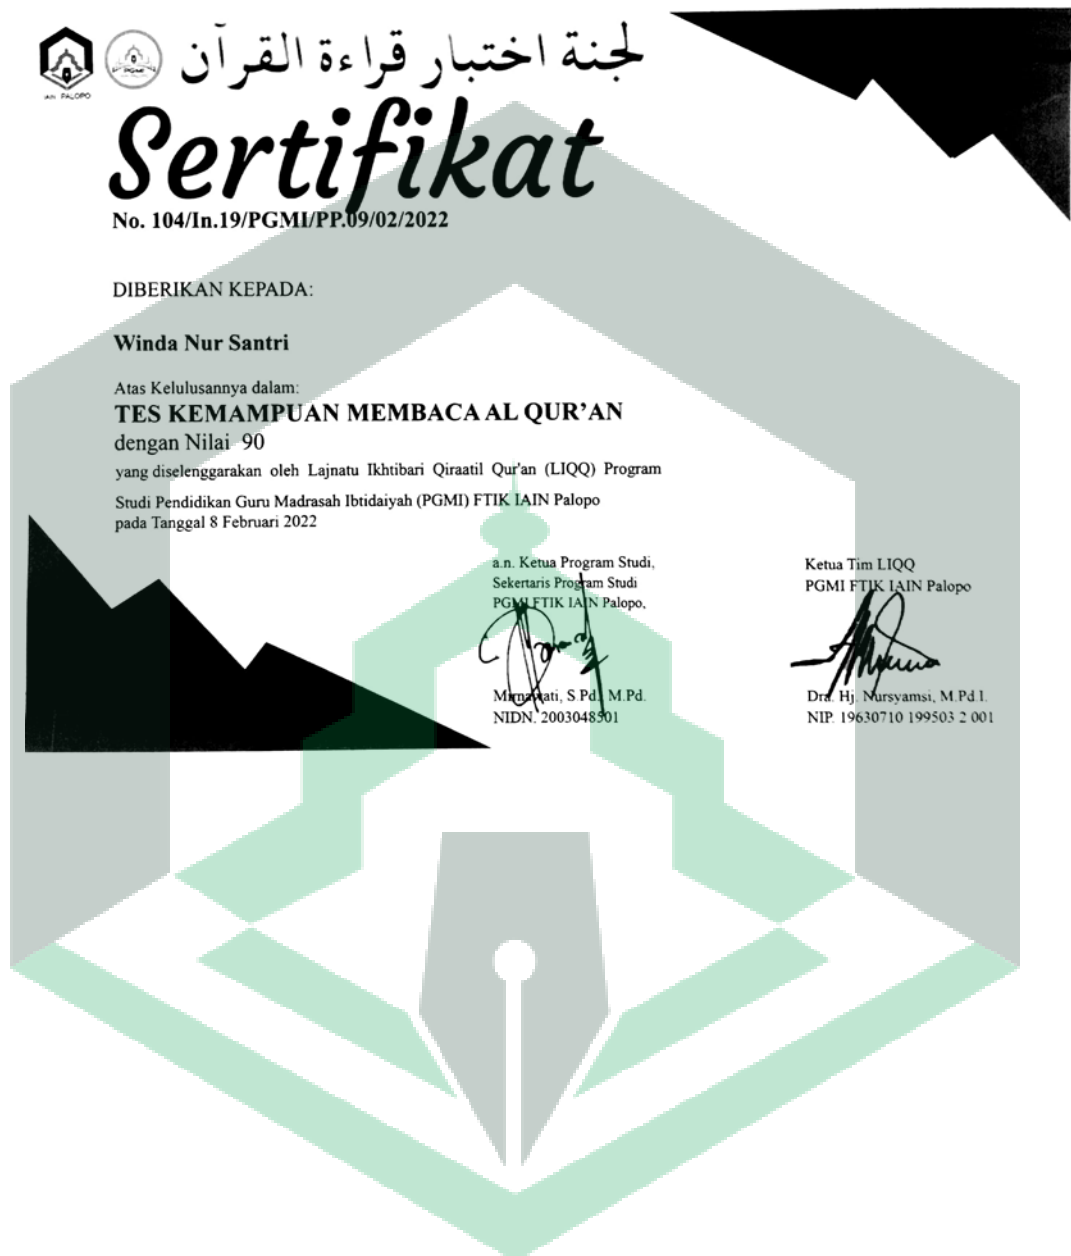 لجنة اختبار قراءة القرآن
IAIN PALOPO
PGMI
Sertifikat
No. 104/In.19/PGMI/PP.09/02/2022
DIBERIKAN KEPADA:
Winda Nur Santri
Atas Kelulusannya dalam:
TES KEMAMPUAN MEMBACA AL QUR'AN
dengan Nilai 90
yang diselenggarakan oleh Lajnatu Ikhtibari Qiraatil Qur'an (LIQQ) Program
Studi Pendidikan Guru Madrasah Ibtidaiyah (PGMI) FTIK IAIN Palopo
pada Tanggal 8 Februari 2022
a.n. Ketua Program Studi,
Sekertaris Program Studi
PGMI FTIK IAIN Palopo,
Mirnawati, S.Pd., M.Pd.
NIDN. 2003048501
Ketua Tim LIQQ
PGMI FTIK IAIN Palopo
Dra. Hj. Nursyamsi, M.Pd.I.
NIP. 19630710 199503 2 001